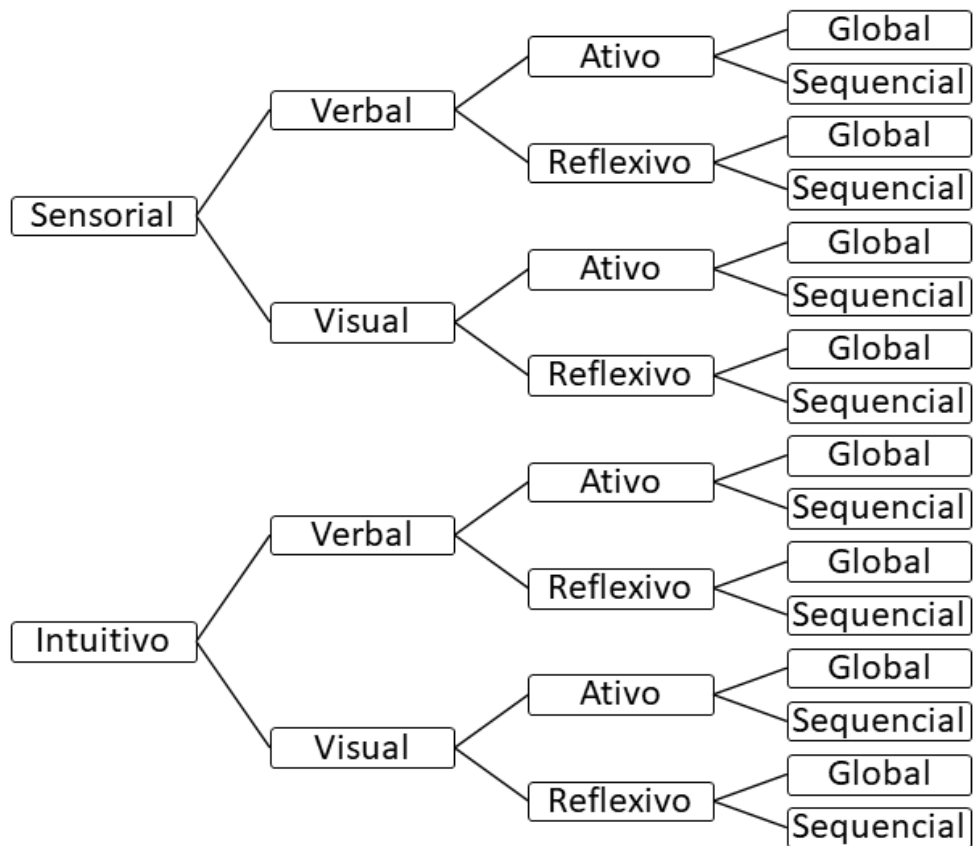 Sensorial
Verbal
Ativo
Global
Sequencial
Reflexivo
Global
Sequencial
Visual
Ativo
Global
Sequencial
Reflexivo
Global
Sequencial
Intuitivo
Verbal
Ativo
Global
Sequencial
Reflexivo
Global
Sequencial
Visual
Ativo
Global
Sequencial
Reflexivo
Global
Sequencial